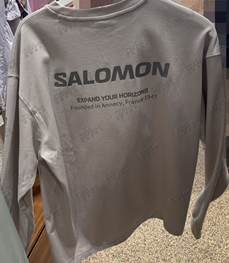 SALOMON
EXPAND YOUR HORIZONS
Founded in Annecy, France 1947